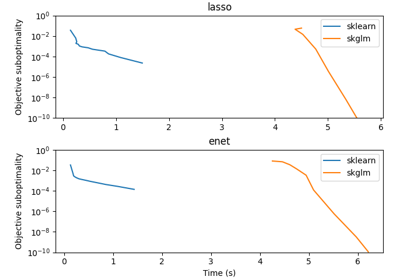 lasso
10^0
10^-2
10^-4
10^-6
10^-8
10^-10
Objective suboptimality
sklearn
skglm
0 1 2 3 4 5 6
enet
10^0
10^-2
10^-4
10^-6
10^-8
10^-10
Objective suboptimality
sklearn
skglm
0 1 2 3 4 5 6
Time (s)